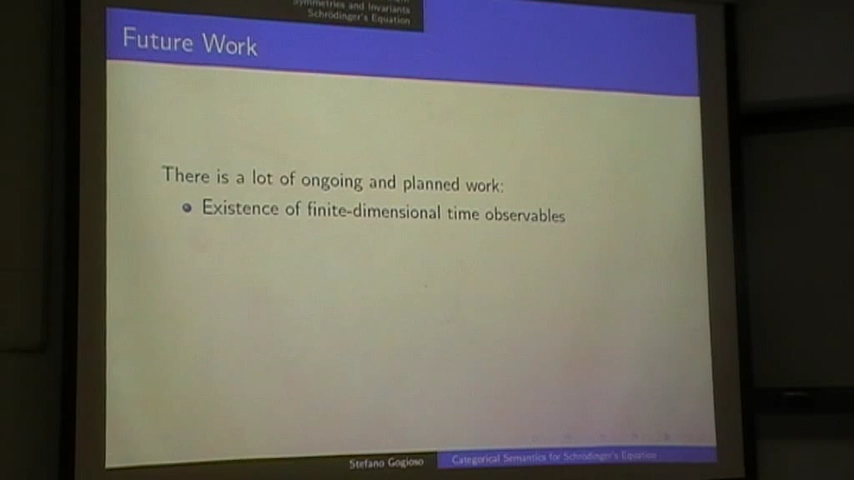 Symmetries and Invariants
Schrödinger's Equation
Future Work
There is a lot of ongoing and planned work:
Existence of finite-dimensional time observables
Stefano Gogioso
Categorical Semantics for Schrödinger's Equation